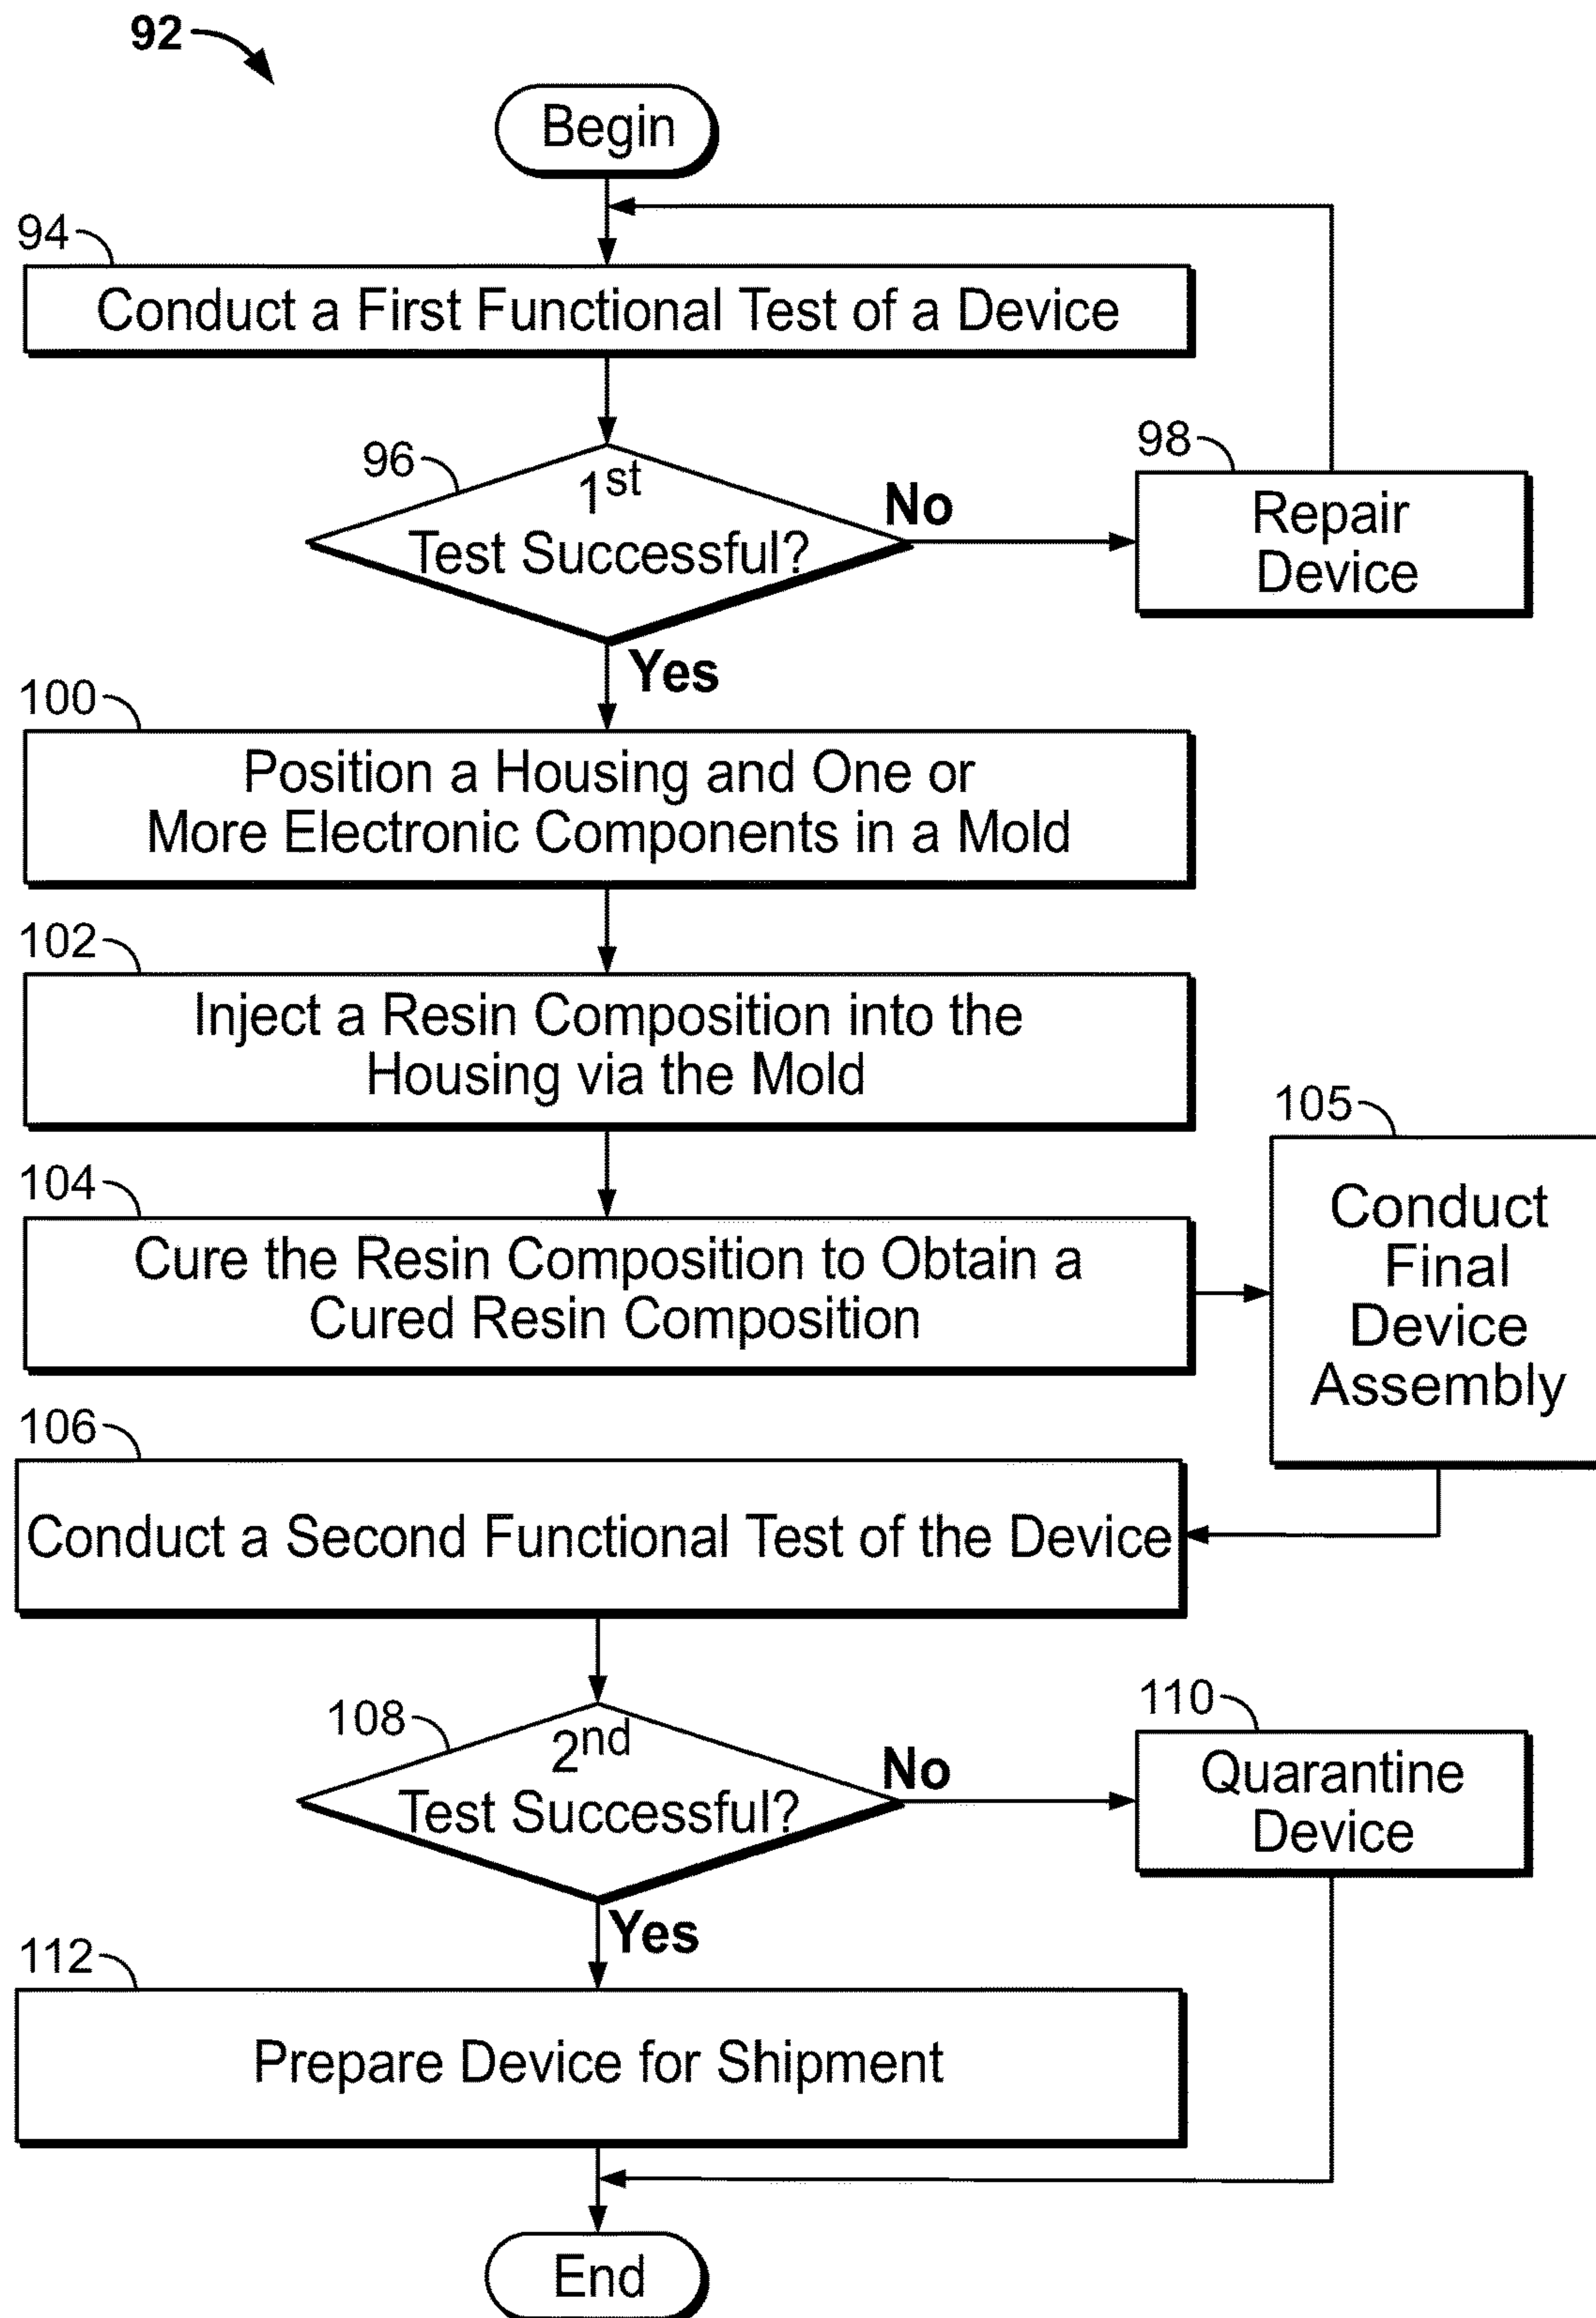 92
Begin
94
Conduct a First Functional Test of a Device
96
1st
Test Successful?
No
98
Repair
Device
Yes
100
Position a Housing and One or
More Electronic Components in a Mold
102
Inject a Resin Composition into the
Housing via the Mold
104
Cure the Resin Composition to Obtain a
Cured Resin Composition
105
Conduct
Final
Device
Assembly
106
Conduct a Second Functional Test of the Device
108
2nd
Test Successful?
No
110
Quarantine
Device
Yes
112
Prepare Device for Shipment
End